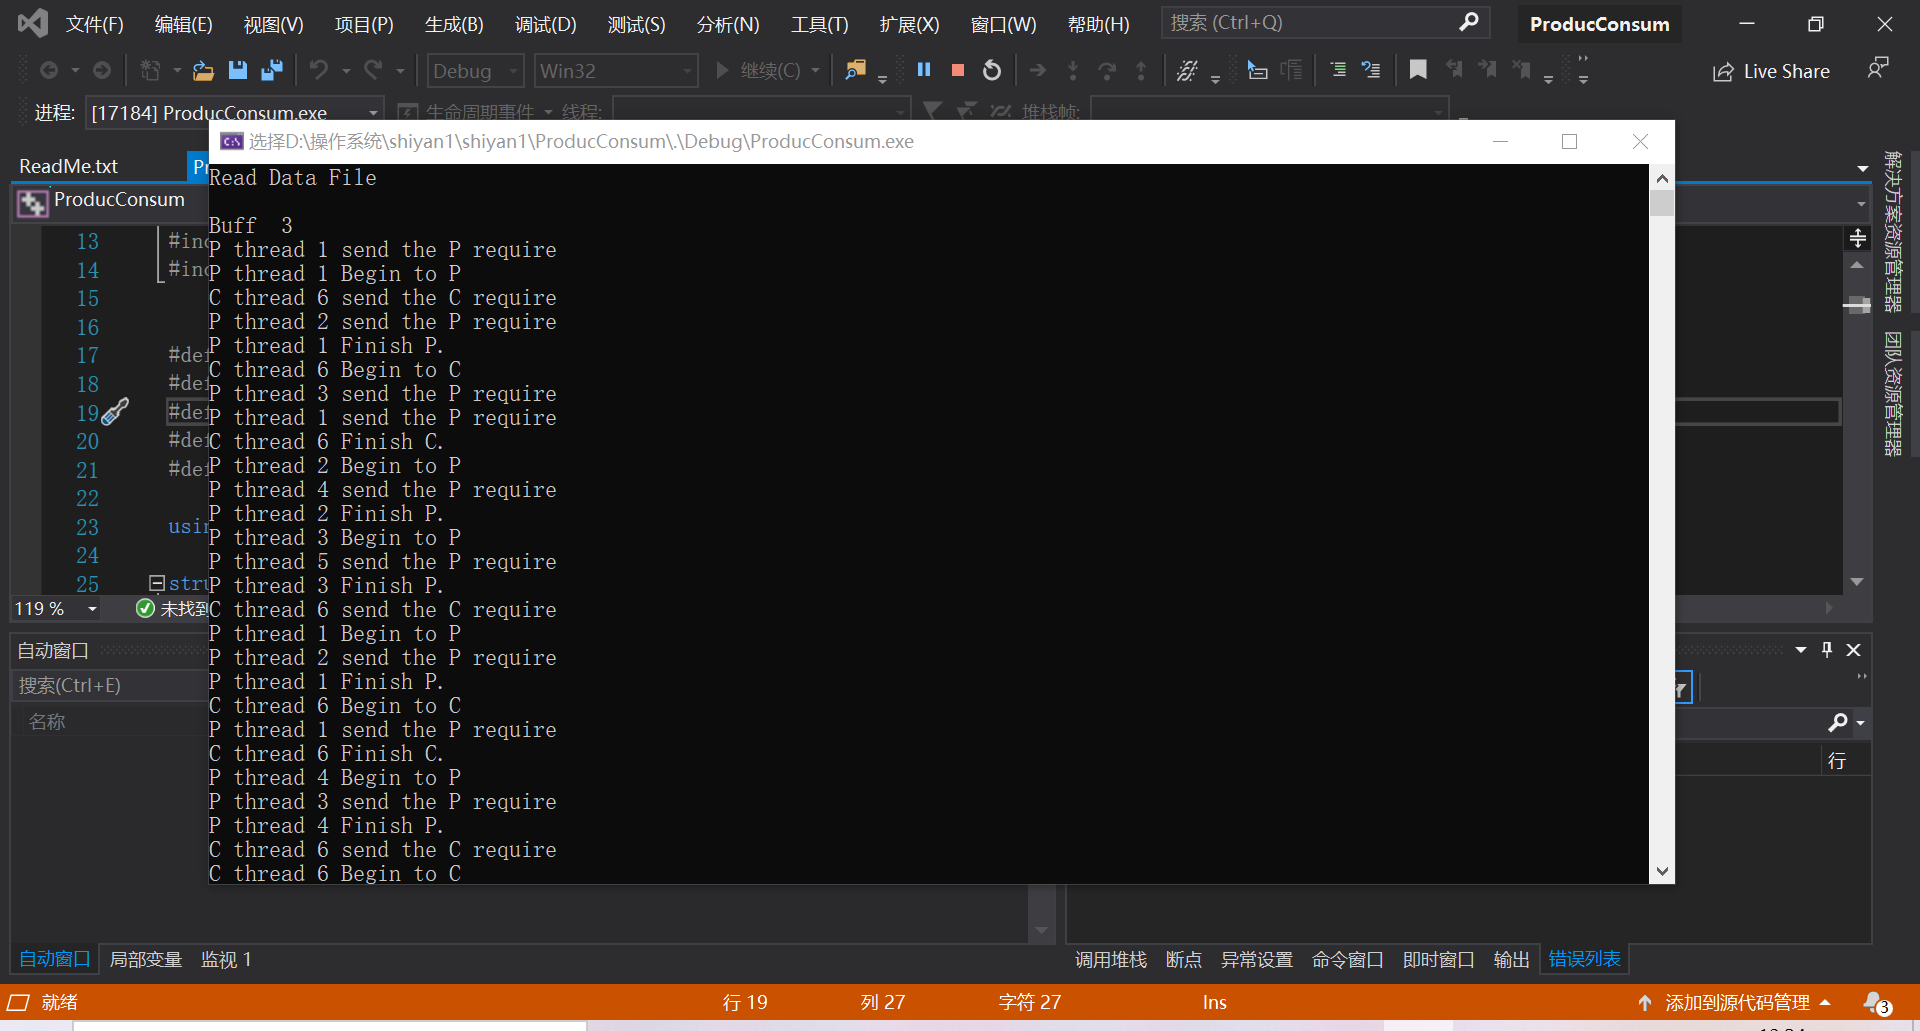 文件(F) 编辑(E) 视图(V) 项目(P) 生成(B) 调试(D) 测试(S) 分析(N) 工具(T) 扩展(X) 窗口(W) 帮助(H) 搜索 (Ctrl+Q) ProducConsum
Debug Win32 继续(C) Live Share
进程: [17184] ProducConsum.exe 生命周期事件 线程: 堆栈帧:
选择D:\操作系统\shiyan1\shiyan1\ProducConsum\.\Debug\ProducConsum.exe
ReadMe.txt Pr
ProducConsum
13 #inc
14 #inc
15
16
17 #def
18 #def
19 #def
20 #def
21 #def
22
23 usin
24
25 stru
119 % 未找到
Read Data File
Buff  3
P thread 1 send the P require
P thread 1 Begin to P
C thread 6 send the C require
P thread 2 send the P require
P thread 1 Finish P.
C thread 6 Begin to C
P thread 3 send the P require
P thread 1 send the P require
C thread 6 Finish C.
P thread 2 Begin to P
P thread 4 send the P require
P thread 2 Finish P.
P thread 3 Begin to P
P thread 5 send the P require
P thread 3 Finish P.
C thread 6 send the C require
P thread 1 Begin to P
P thread 2 send the P require
P thread 1 Finish P.
C thread 6 Begin to C
P thread 1 send the P require
C thread 6 Finish C.
P thread 4 Begin to P
P thread 3 send the P require
P thread 4 Finish P.
C thread 6 send the C require
C thread 6 Begin to C
解决方案资源管理器
团队资源管理器
自动窗口
搜索(Ctrl+E)
名称
行
自动窗口 局部变量 监视 1
调用堆栈 断点 异常设置 命令窗口 即时窗口 输出 错误列表
就绪 行 19 列 27 字符 27 Ins 添加到源代码管理 3